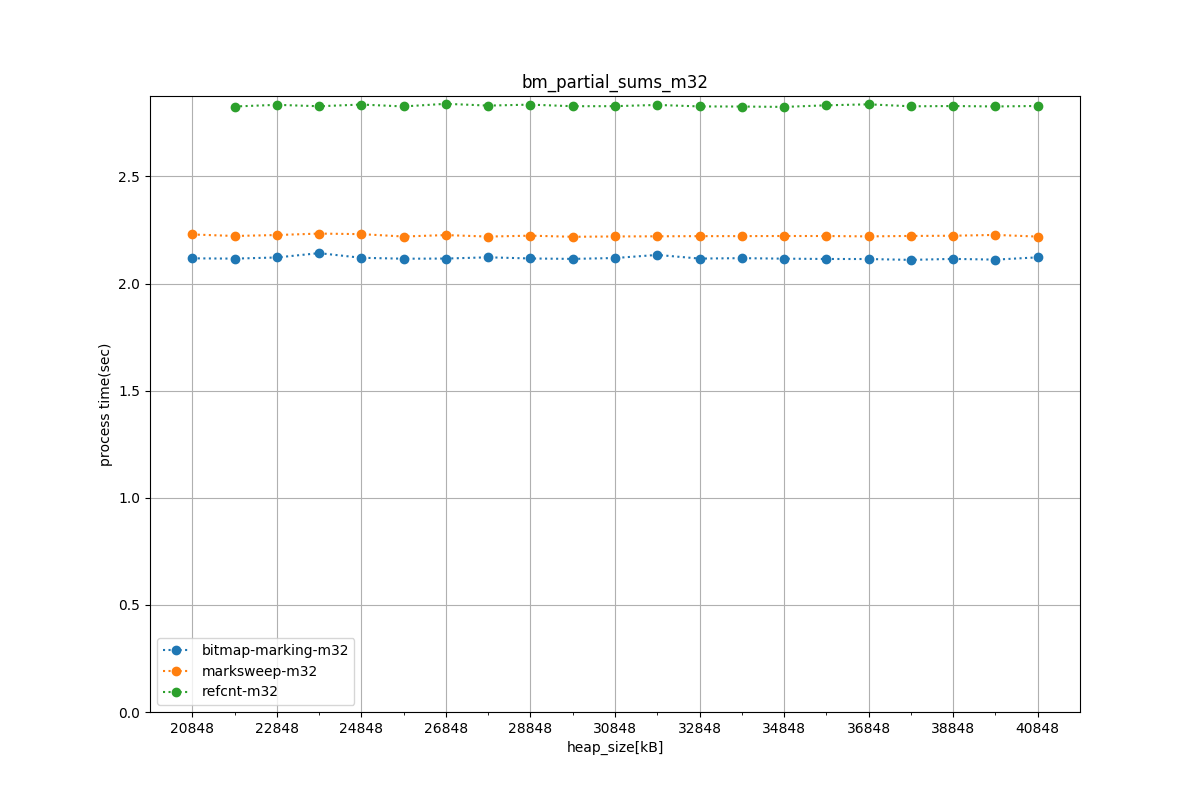 bm_partial_sums_m32
process time(sec)
2.5
2.0
1.5
1.0
0.5
0.0
bitmap-marking-m32
marksweep-m32
refcnt-m32
20848 22848 24848 26848 28848 30848 32848 34848 36848 38848 40848
heap_size[kB]